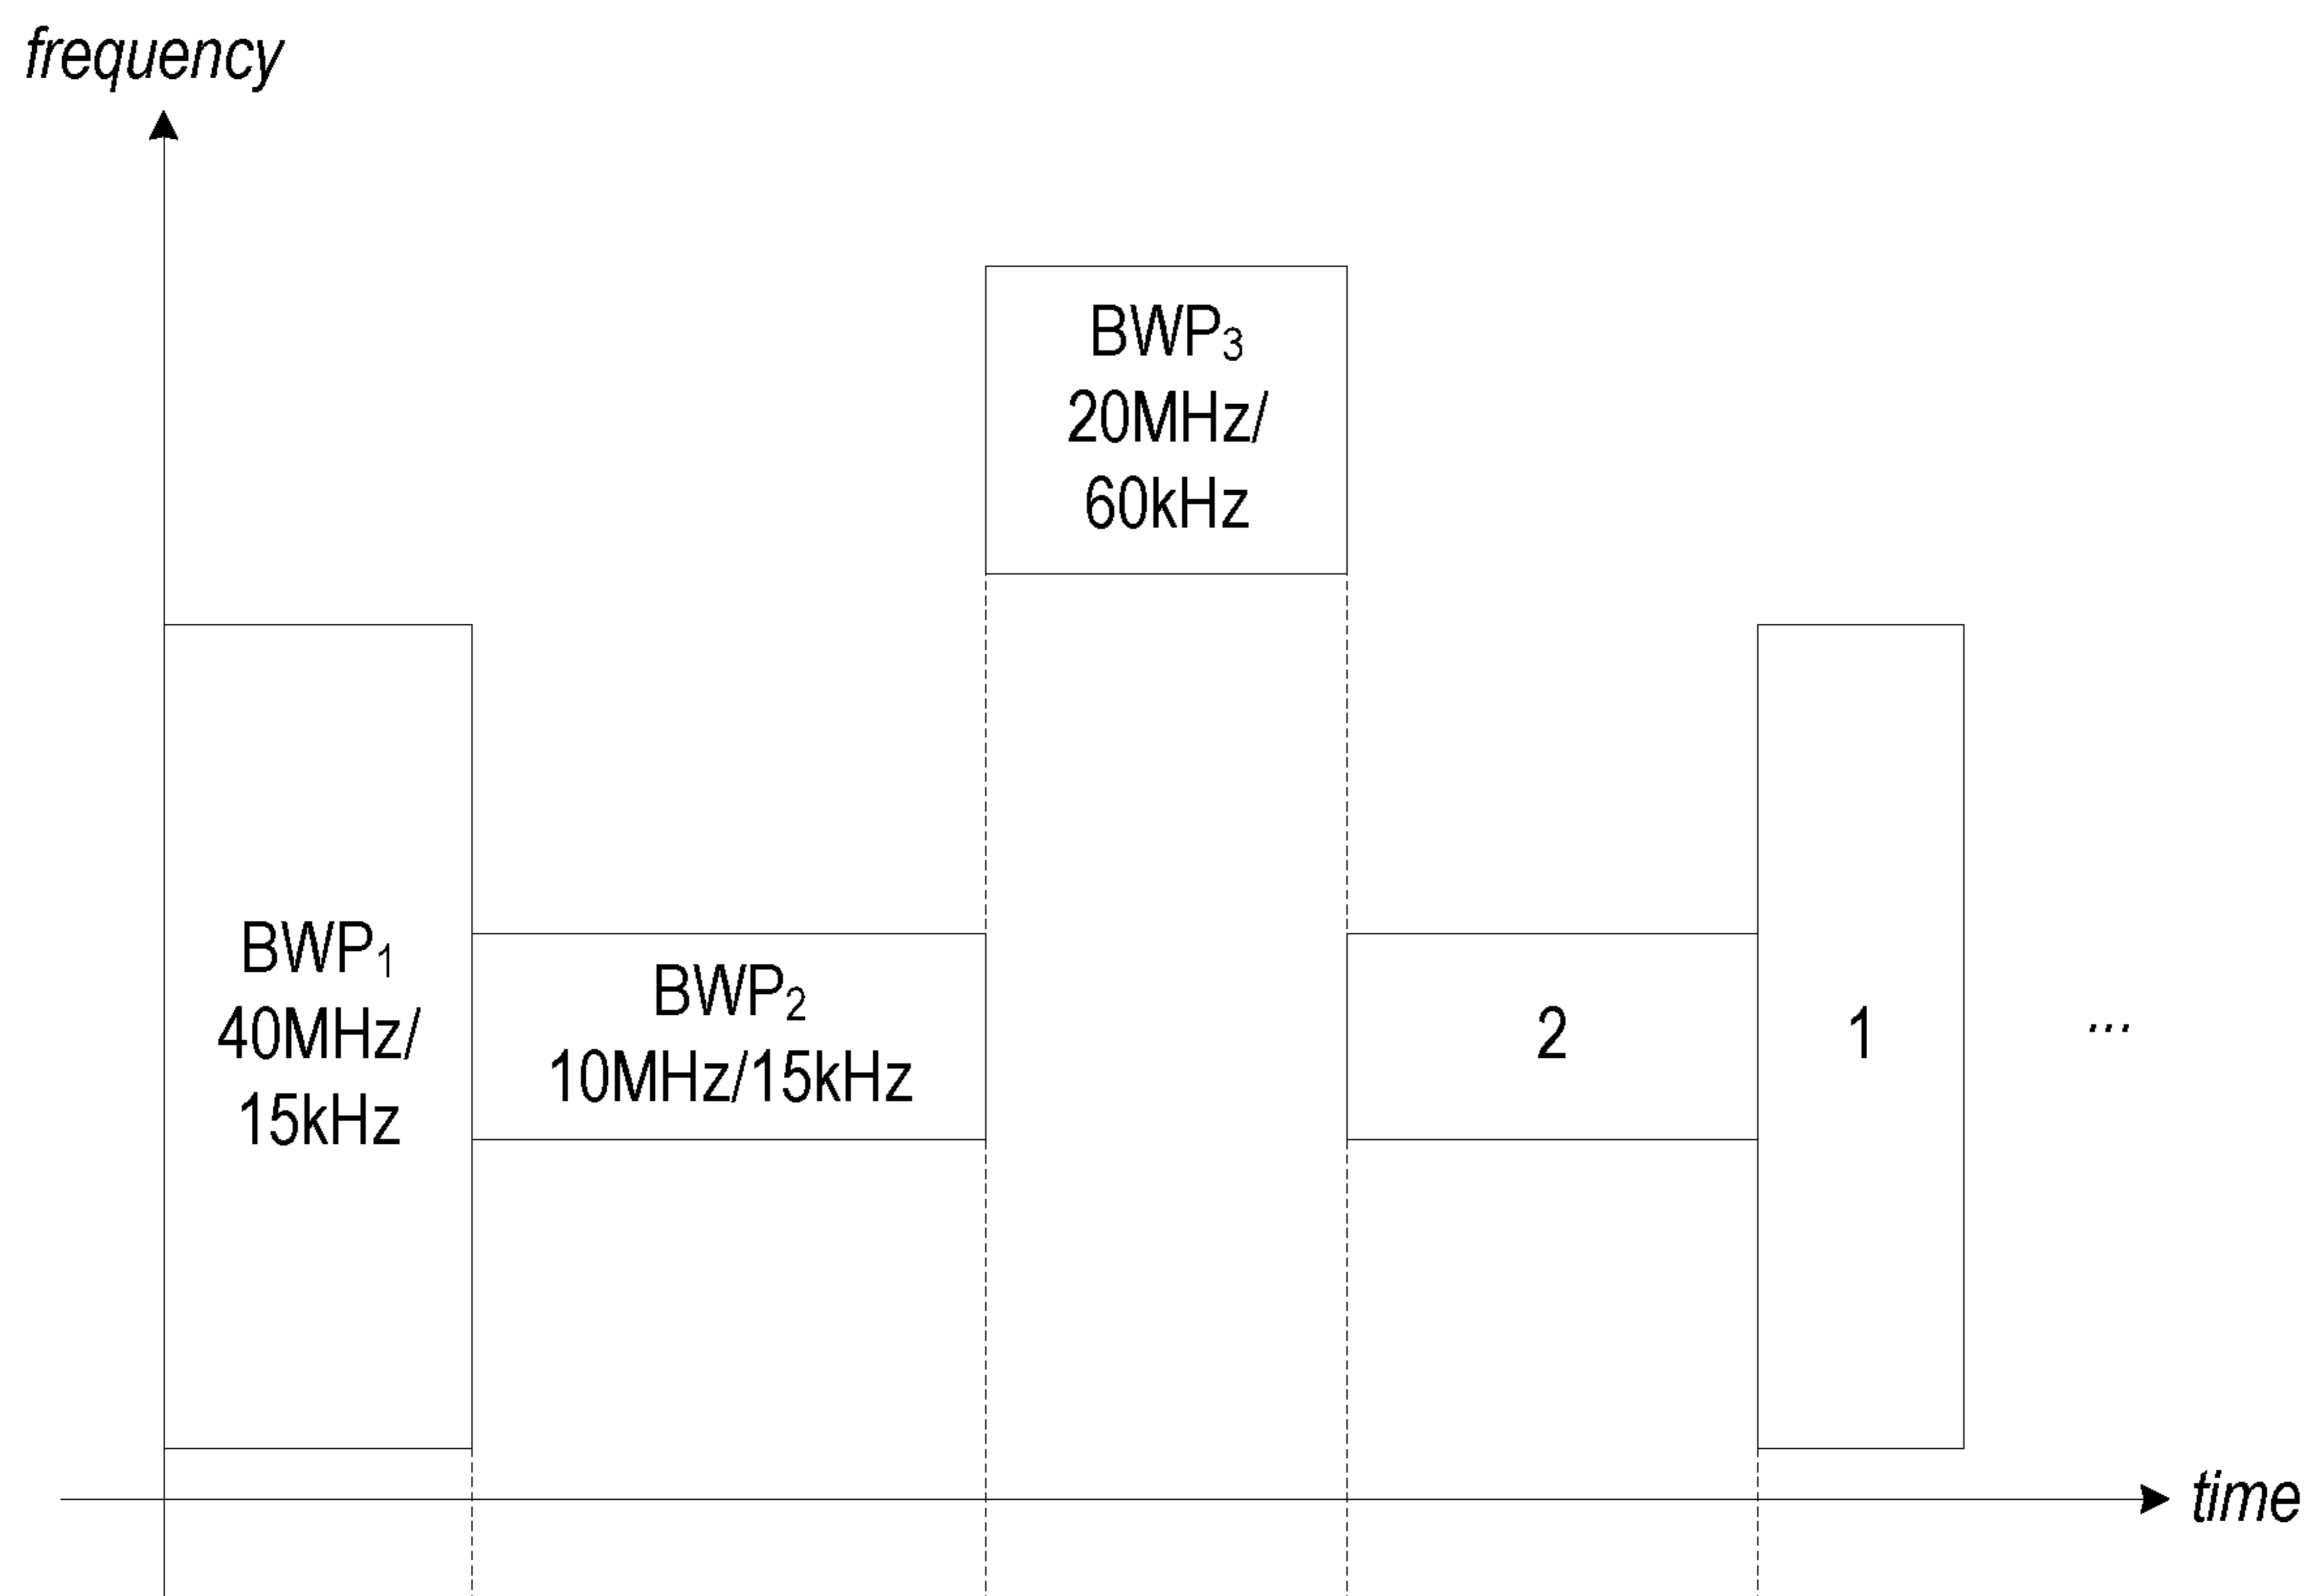 frequency
BWP₃
20MHz/
60kHz
BWP₁
40MHz/
15kHz
BWP₂
10MHz/15kHz
2
1
...
time